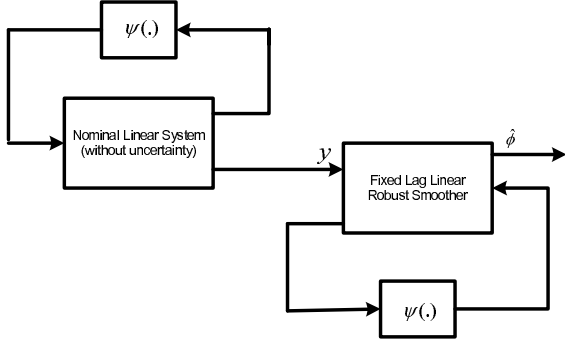 ψ(.)
Nominal Linear System
(without uncertainty)
y
ϕ̂
Fixed Lag Linear
Robust Smoother
ψ(.)